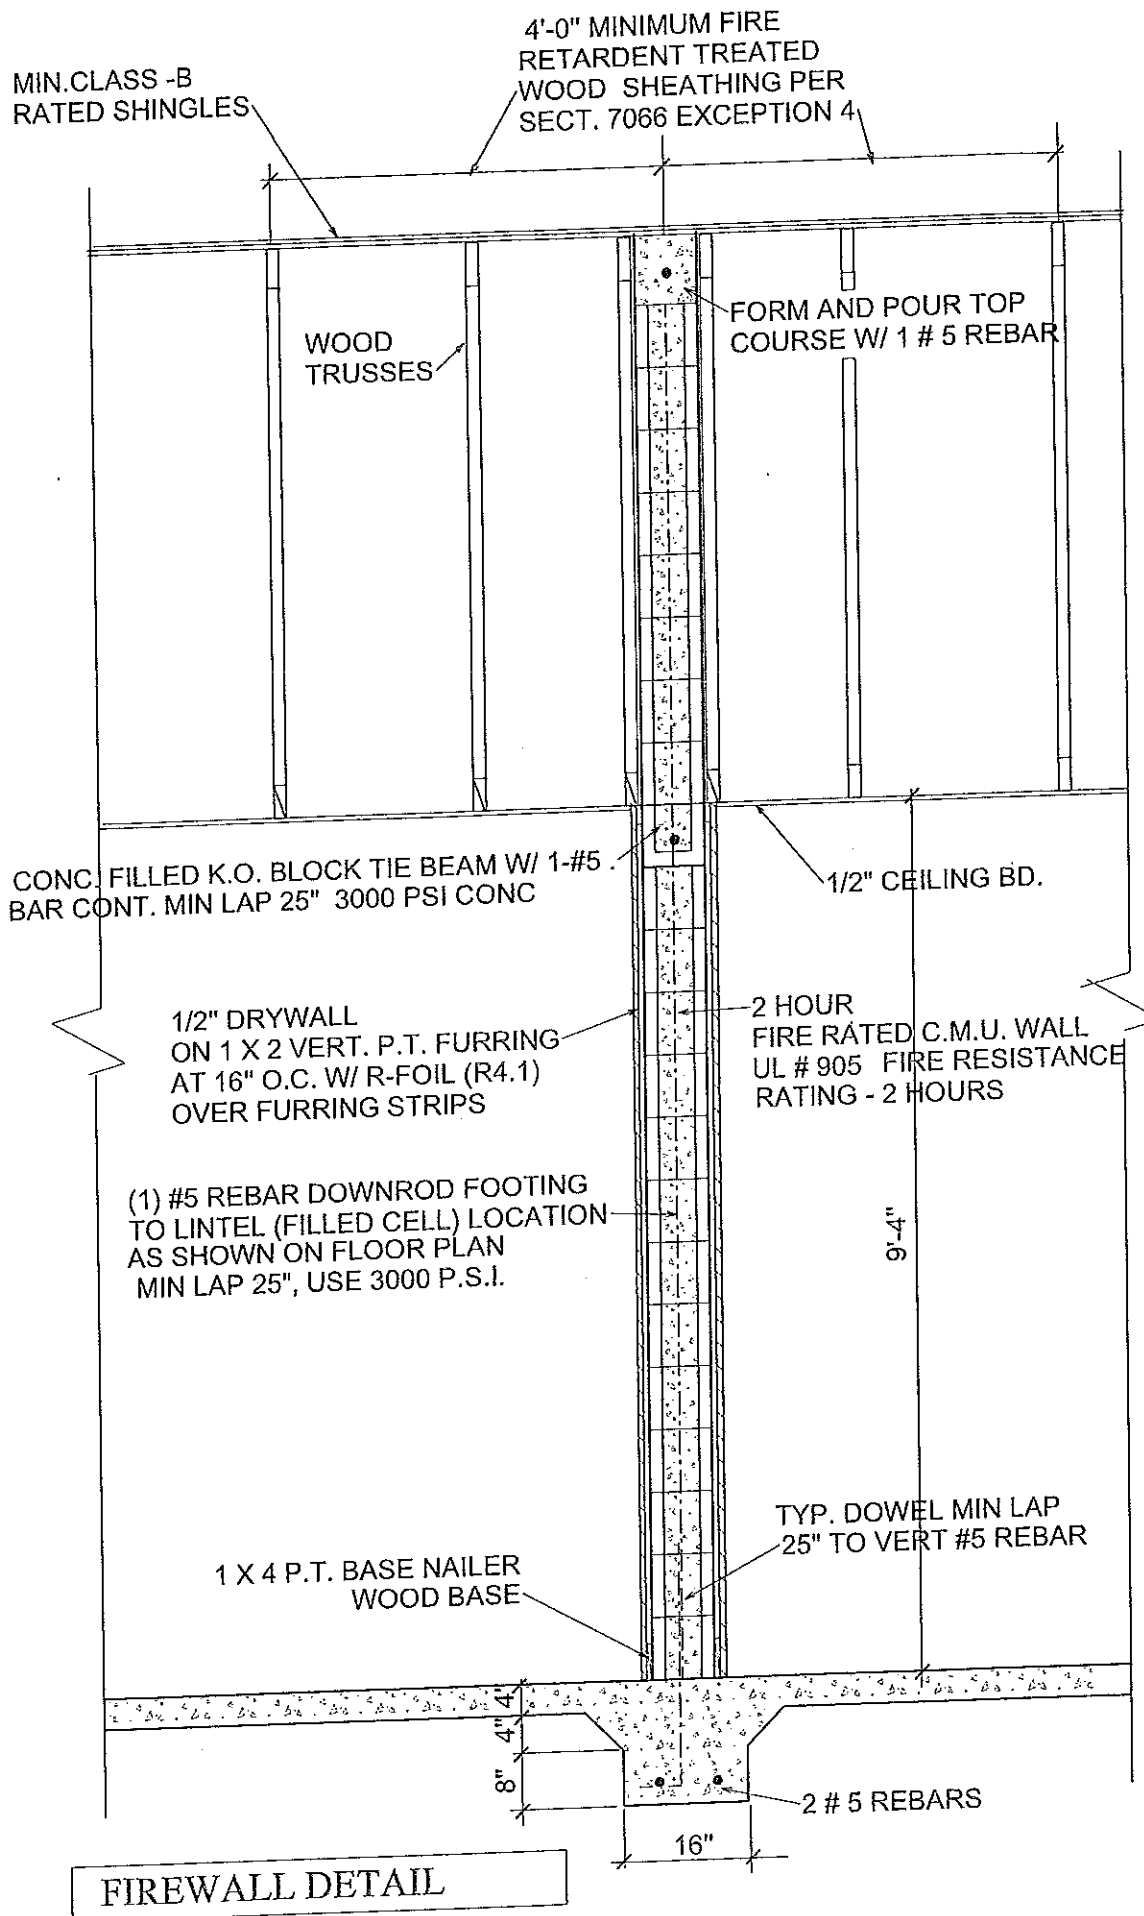 4'-0" MINIMUM FIRE
RETARDENT TREATED
WOOD SHEATHING PER
SECT. 7066 EXCEPTION 4
MIN.CLASS -B
RATED SHINGLES
WOOD
TRUSSES
FORM AND POUR TOP
COURSE W/ 1 # 5 REBAR
CONC. FILLED K.O. BLOCK TIE BEAM W/ 1-#5
BAR CONT. MIN LAP 25" 3000 PSI CONC
1/2" CEILING BD.
1/2" DRYWALL
ON 1 X 2 VERT. P.T. FURRING
AT 16" O.C. W/ R-FOIL (R4.1)
OVER FURRING STRIPS
2 HOUR
FIRE RATED C.M.U. WALL
UL # 905 FIRE RESISTANCE
RATING - 2 HOURS
(1) #5 REBAR DOWNROD FOOTING
TO LINTEL (FILLED CELL) LOCATION
AS SHOWN ON FLOOR PLAN
MIN LAP 25", USE 3000 P.S.I.
9'-4"
TYP. DOWEL MIN LAP
25" TO VERT #5 REBAR
1 X 4 P.T. BASE NAILER
WOOD BASE
4"
4"
8"
2 # 5 REBARS
16"
FIREWALL DETAIL